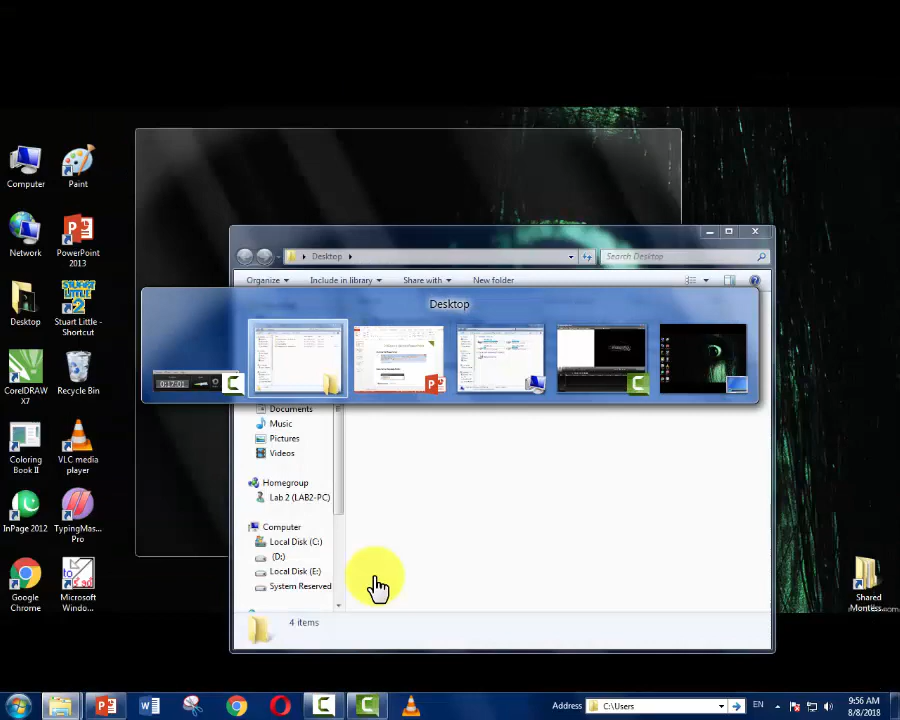 Computer
Paint
Network
PowerPoint
2013
Desktop
Stuart Little -
Shortcut
CorelDRAW
X7
Recycle Bin
Coloring
Book II
VLC media
player
InPage 2012
TypingMas...
Pro
Google
Chrome
Microsoft
Windo...
Shared
Desktop
Search Desktop
Organize
Include in library
Share with
New folder
Desktop
0:17:01
Documents
Music
Pictures
Videos
Homegroup
Lab 2 (LAB2-PC)
Computer
Local Disk (C:)
(D:)
Local Disk (E:)
System Reserved
4 items
Address
C:\Users
EN
9:56 AM
8/8/2018